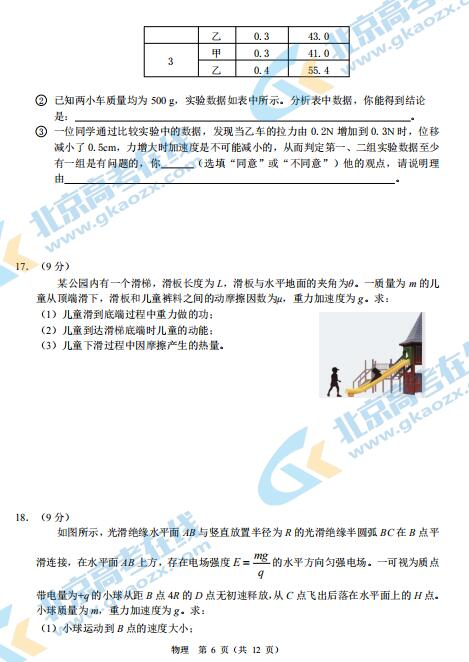 乙 0.3 43.0
3 甲 0.3 41.0
乙 0.4 55.4
② 已知两小车质量均为 500 g，实验数据如表中所示。分析表中数据，你能得到结论
是：。
③ 一位同学通过比较实验中的数据，发现当乙车的拉力由 0.2N 增加到 0.3N 时，位移
减小了 0.5cm，力增大时加速度是不可能减小的，从而判定第一、二组实验数据至少
有一组是有问题的，你____（选填“同意”或“不同意”）他的观点，请说明理
由____。
17．（9 分）
某公园内有一个滑梯，滑板长度为 L，滑板与水平地面的夹角为θ。一质量为 m 的儿
童从顶端滑下，滑板和儿童裤料之间的动摩擦因数为μ，重力加速度为 g。求：
（1）儿童滑到底端过程中重力做的功；
（2）儿童到达滑梯底端时儿童的动能；
（3）儿童下滑过程中因摩擦产生的热量。
18．（9 分）
如图所示，光滑绝缘水平面 AB 与竖直放置半径为 R 的光滑绝缘半圆弧 BC 在 B 点平
滑连接，在水平面 AB 上方，存在电场强度 E = mg/q 的水平方向匀强电场。一可视为质点
带电量为+q 的小球从距 B 点 4R 的 D 点无初速释放，从 C 点飞出后落在水平面上的 H 点。
小球质量为 m，重力加速度为 g。求：
（1）小球运动到 B 点的速度大小；
物理 第 6 页（共 12 页）
北京高考在线
www.gkaozx.com